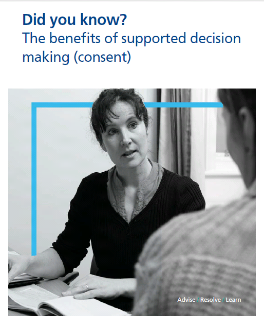 Did you know?
The benefits of supported decision
making (consent)
Advise Resolve Learn